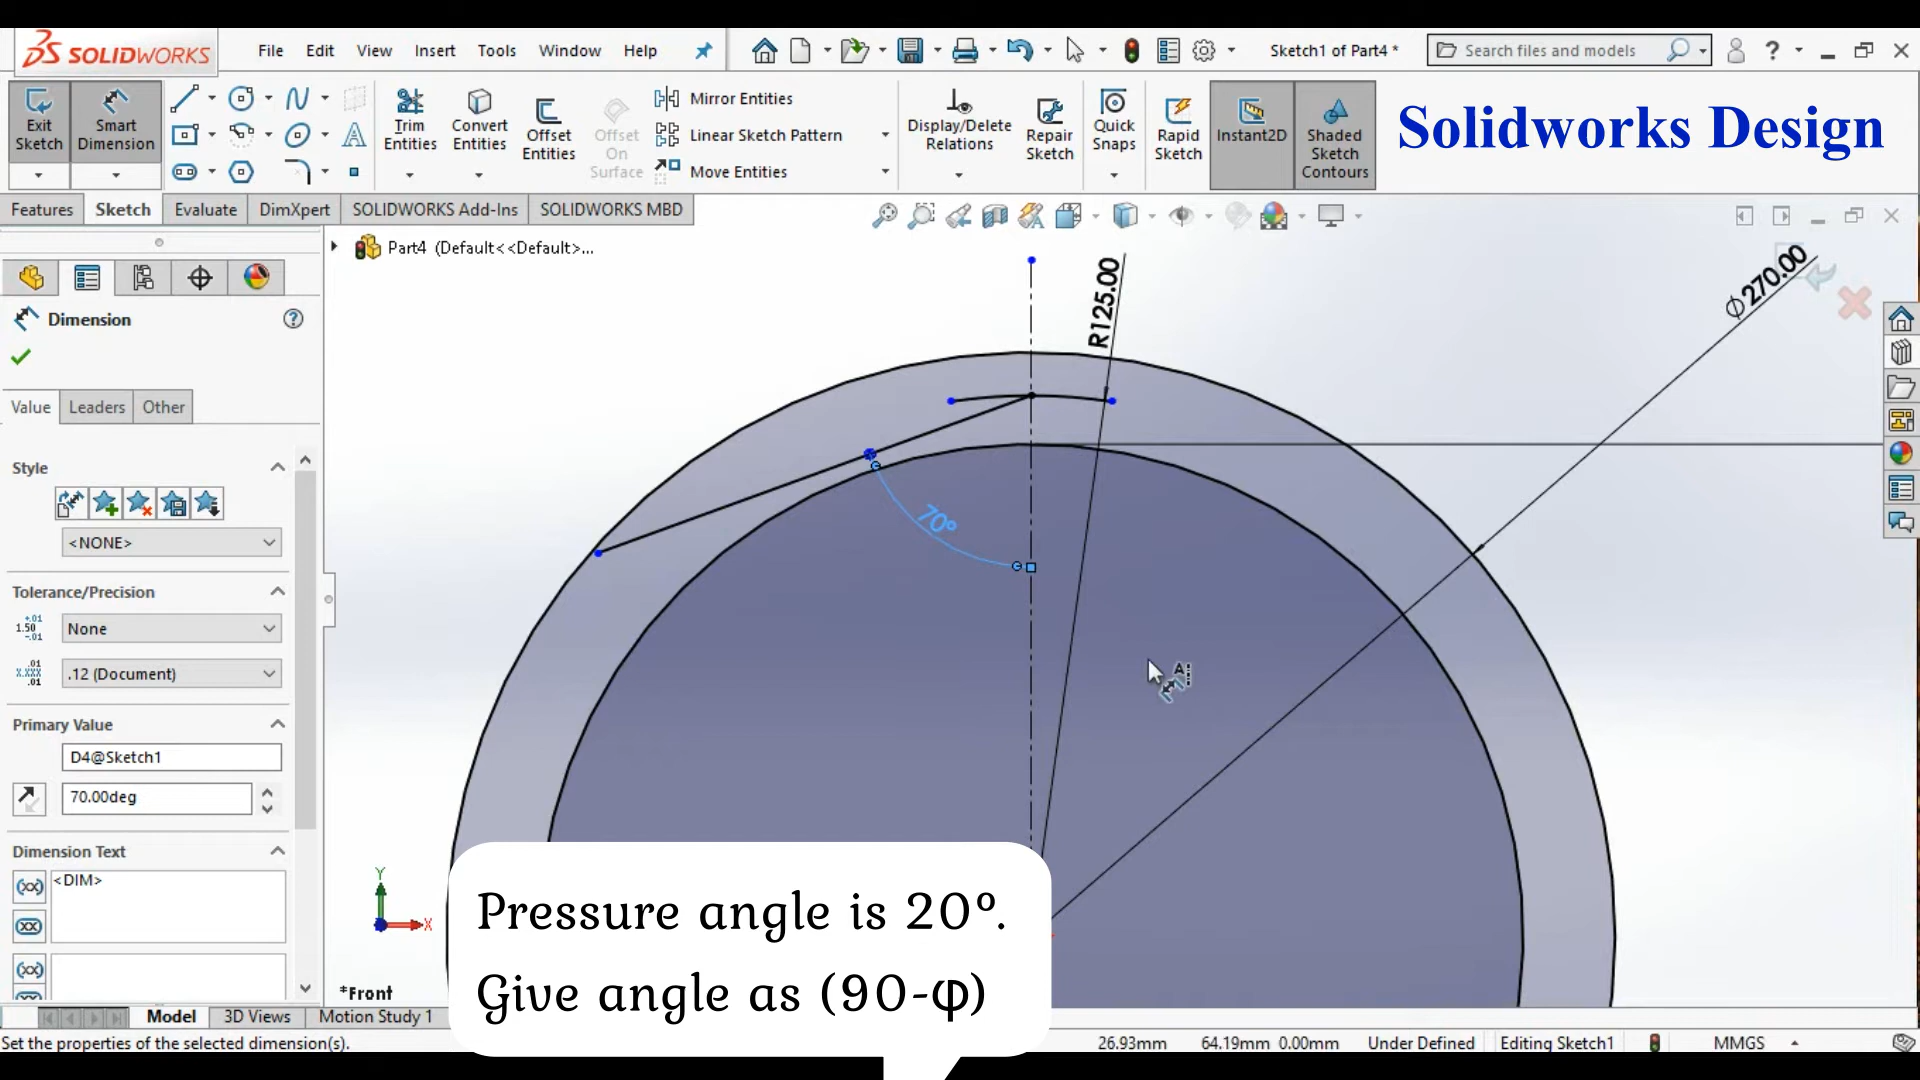 SOLIDWORKS File Edit View Insert Tools Window Help Sketch1 of Part4 * Search files and models ?
Exit Sketch
Smart Dimension
Trim Entities
Convert Entities
Offset Entities
Offset On Surface
Mirror Entities
Linear Sketch Pattern
Move Entities
Display/Delete Relations
Repair Sketch
Quick Snaps
Rapid Sketch
Instant2D
Shaded Sketch Contours
Solidworks Design
Features Sketch Evaluate DimXpert SOLIDWORKS Add-Ins SOLIDWORKS MBD
Part4 (Default<<Default>...
Dimension
Value Leaders Other
Style
<NONE>
Tolerance/Precision
None
.12 (Document)
Primary Value
D4@Sketch1
70.00deg
Dimension Text
<DIM>
R125.00
ϕ270.00
70°
Y
X
*Front
Pressure angle is 20°.
Give angle as (90-φ)
Model 3D Views Motion Study 1
Set the properties of the selected dimension(s). 26.93mm 64.19mm 0.00mm Under Defined Editing Sketch1 MMGS